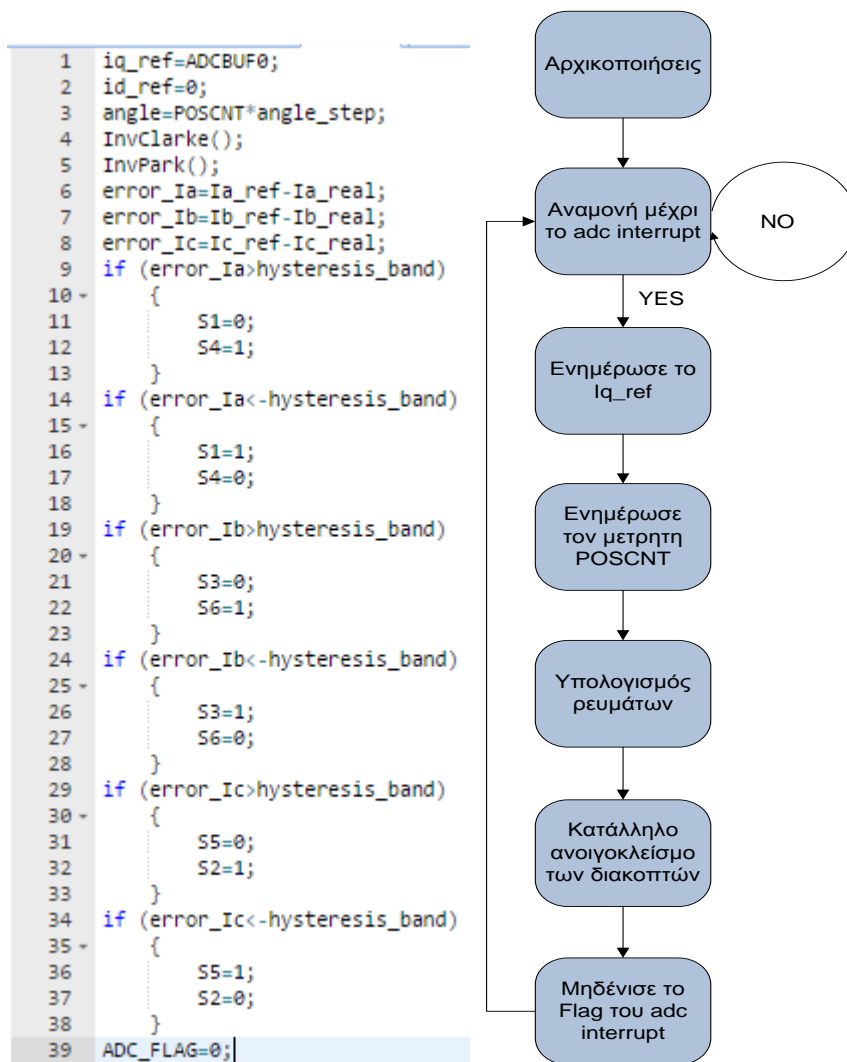 1 iq_ref=ADCBUF0;
2 id_ref=0;
3 angle=POSCNT*angle_step;
4 InvClarke();
5 InvPark();
6 error_Ia=Ia_ref-Ia_real;
7 error_Ib=Ib_ref-Ib_real;
8 error_Ic=Ic_ref-Ic_real;
9 if (error_Ia>hysteresis_band)
10 {
11 S1=0;
12 S4=1;
13 }
14 if (error_Ia<-hysteresis_band)
15 {
16 S1=1;
17 S4=0;
18 }
19 if (error_Ib>hysteresis_band)
20 {
21 S3=0;
22 S6=1;
23 }
24 if (error_Ib<-hysteresis_band)
25 {
26 S3=1;
27 S6=0;
28 }
29 if (error_Ic>hysteresis_band)
30 {
31 S5=0;
32 S2=1;
33 }
34 if (error_Ic<-hysteresis_band)
35 {
36 S5=1;
37 S2=0;
38 }
39 ADC_FLAG=0;
Αρχικοποιήσεις
Αναμονή μέχρι
το adc interrupt
NO
YES
Ενημέρωσε το
Iq_ref
Ενημέρωσε
τον μετρητη
POSCNT
Υπολογισμός
ρευμάτων
Κατάλληλο
ανοιγοκλείσμο
των διακοπτών
Μηδένισε το
Flag του adc
interrupt